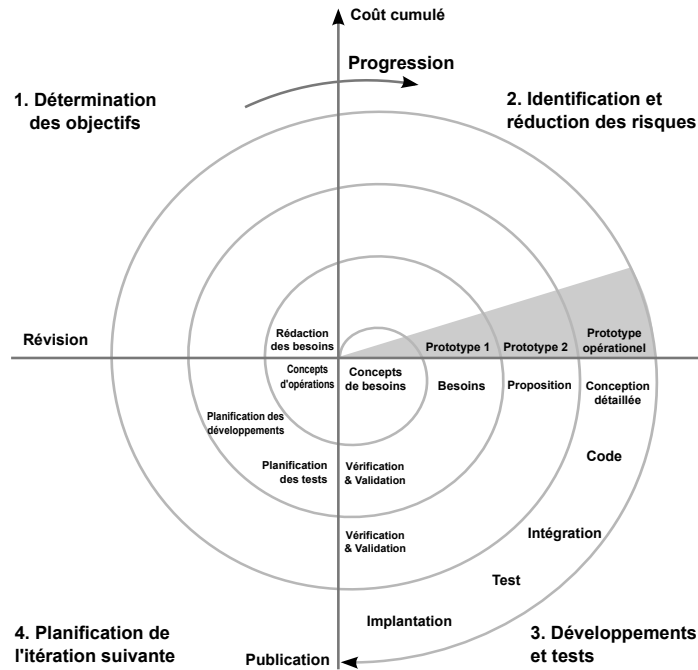 Coût cumulé
Progression
1. Détermination
des objectifs
2. Identification et
réduction des risques
Révision
Rédaction
des besoins
Prototype 1
Prototype 2
Prototype
opérationel
Concepts
d'opérations
Concepts
de besoins
Besoins
Proposition
Conception
détaillée
Planification des
développements
Code
Planification
des tests
Vérification
& Validation
Intégration
Vérification
& Validation
Test
Implantation
4. Planification de
l'itération suivante
Publication
3. Développements
et tests